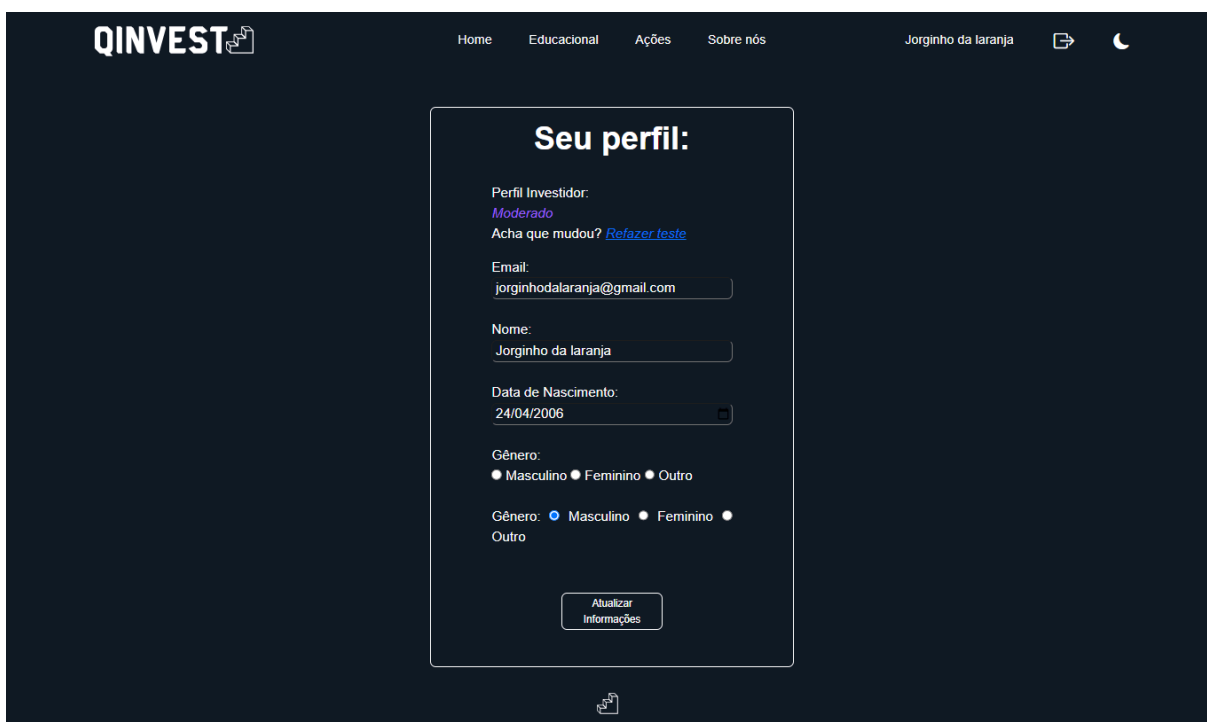 QINVEST
Home Educacional Ações Sobre nós Jorginho da laranja
Seu perfil:
Perfil Investidor:
Moderado
Acha que mudou? Refazer teste
Email:
jorginhodalaranja@gmail.com
Nome:
Jorginho da laranja
Data de Nascimento:
24/04/2006
Gênero:
Masculino Feminino Outro
Gênero: Masculino Feminino
Outro
Atualizar
Informações